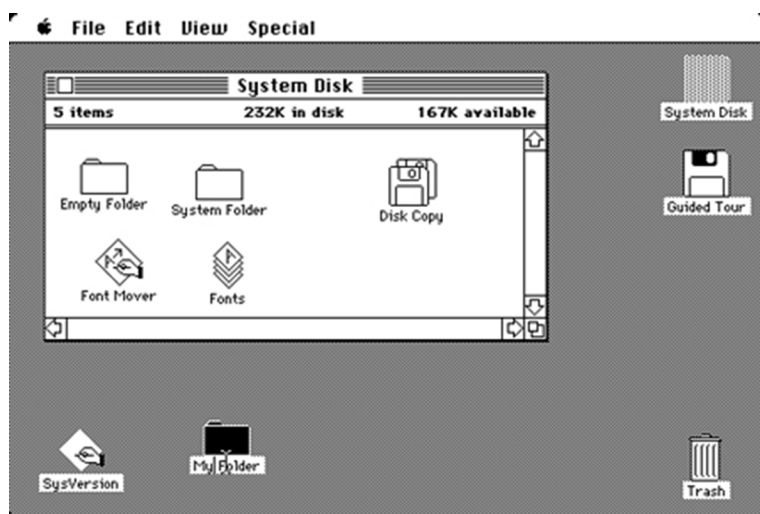 File Edit View Special
System Disk
5 items 232K in disk 167K available
Empty Folder
System Folder
Disk Copy
Font Mover
Fonts
System Disk
Guided Tour
SysVersion
My Folder
Trash